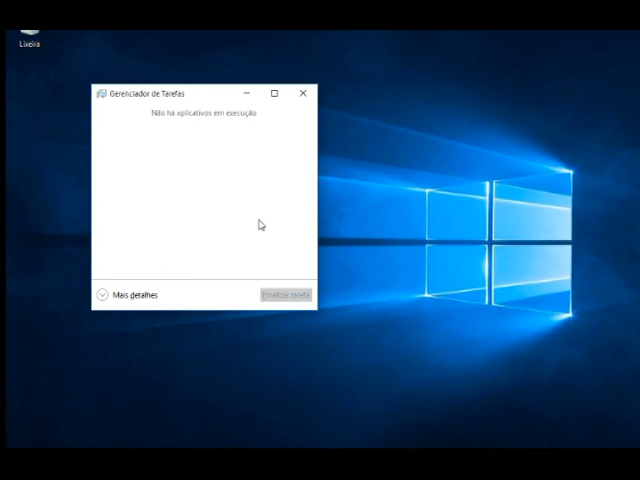 Lixeira
Gerenciador de Tarefas
Não há aplicativos em execução
Mais detalhes
Finalizar tarefa